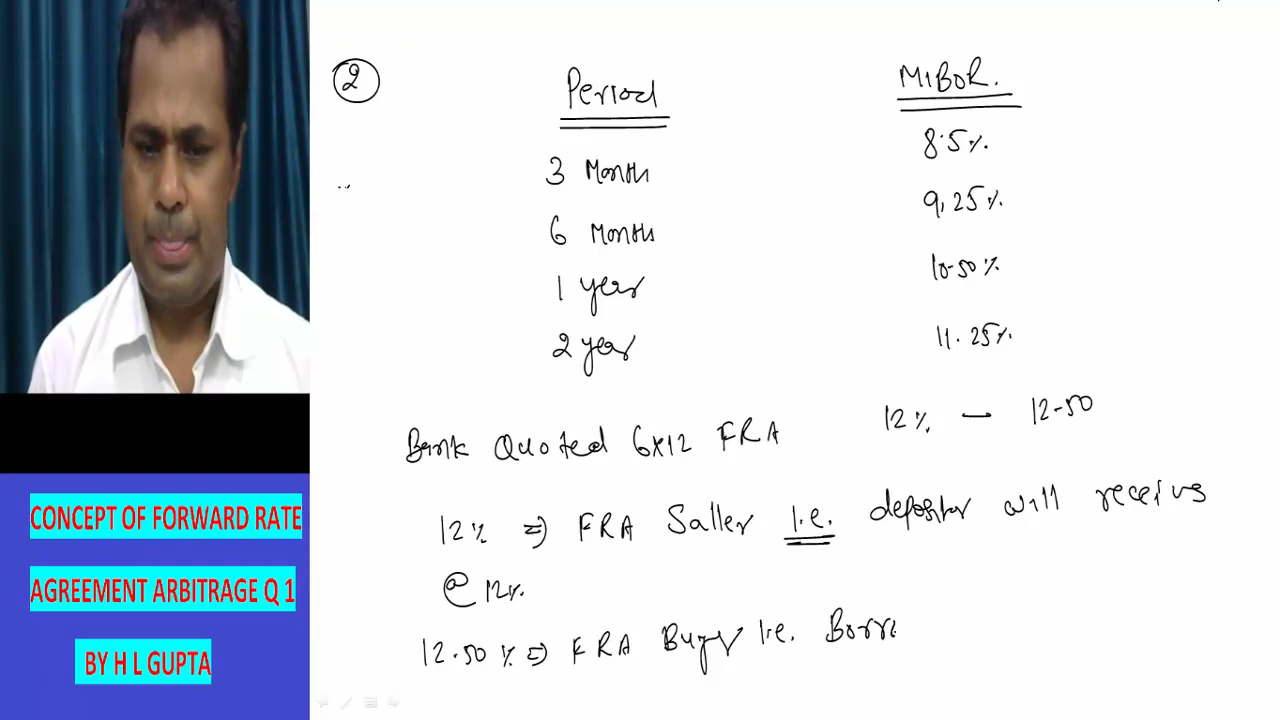 2
Period MIBOR.
3 Month 8.5%
6 Month 9.25%
1 year 10.50%
2 year 11.25%
Bank Quoted 6x12 FRA 12% — 12.50
12% => FRA Saller i.e. depositor will receive
@ 12%.
12.50% => FRA Buyer i.e. Borr
CONCEPT OF FORWARD RATE
AGREEMENT ARBITRAGE Q 1
BY H L GUPTA